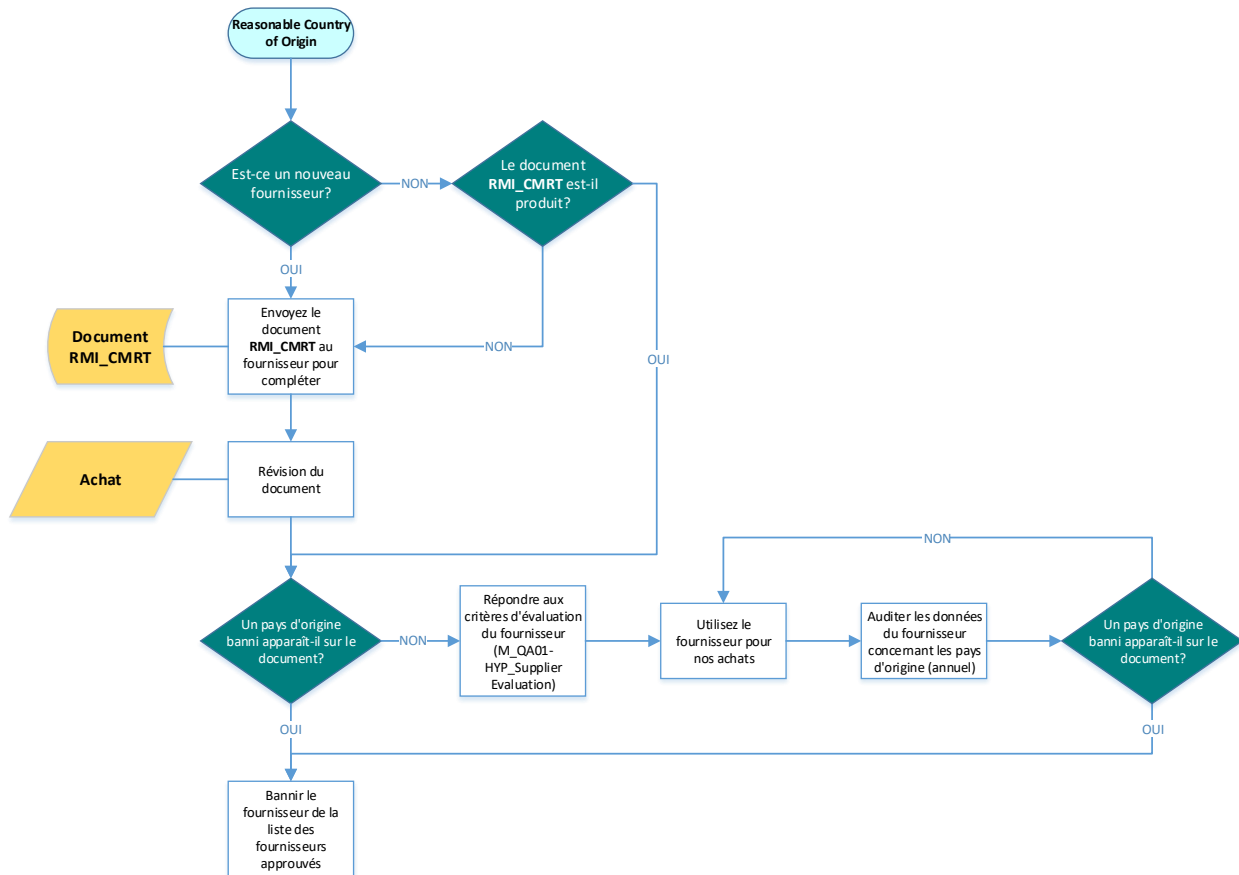 Reasonable Country
of Origin
Est-ce un nouveau
fournisseur?
NON
Le document
RMI_CMRT est-il
produit?
OUI
Envoyez le
document
RMI_CMRT au
fournisseur pour
compléter
Document
RMI_CMRT
NON
OUI
Achat
Révision du
document
NON
Un pays d'origine
banni apparaît-il sur le
document?
NON
Répondre aux
critères d'évaluation
du fournisseur
(M_QA01-
HYP_Supplier
Evaluation)
Utilisez le
fournisseur pour
nos achats
Auditer les données
du fournisseur
concernant les pays
d'origine (annuel)
Un pays d'origine
banni apparaît-il sur le
document?
OUI
OUI
Bannir le
fournisseur de la
liste des
fournisseurs
approuvés